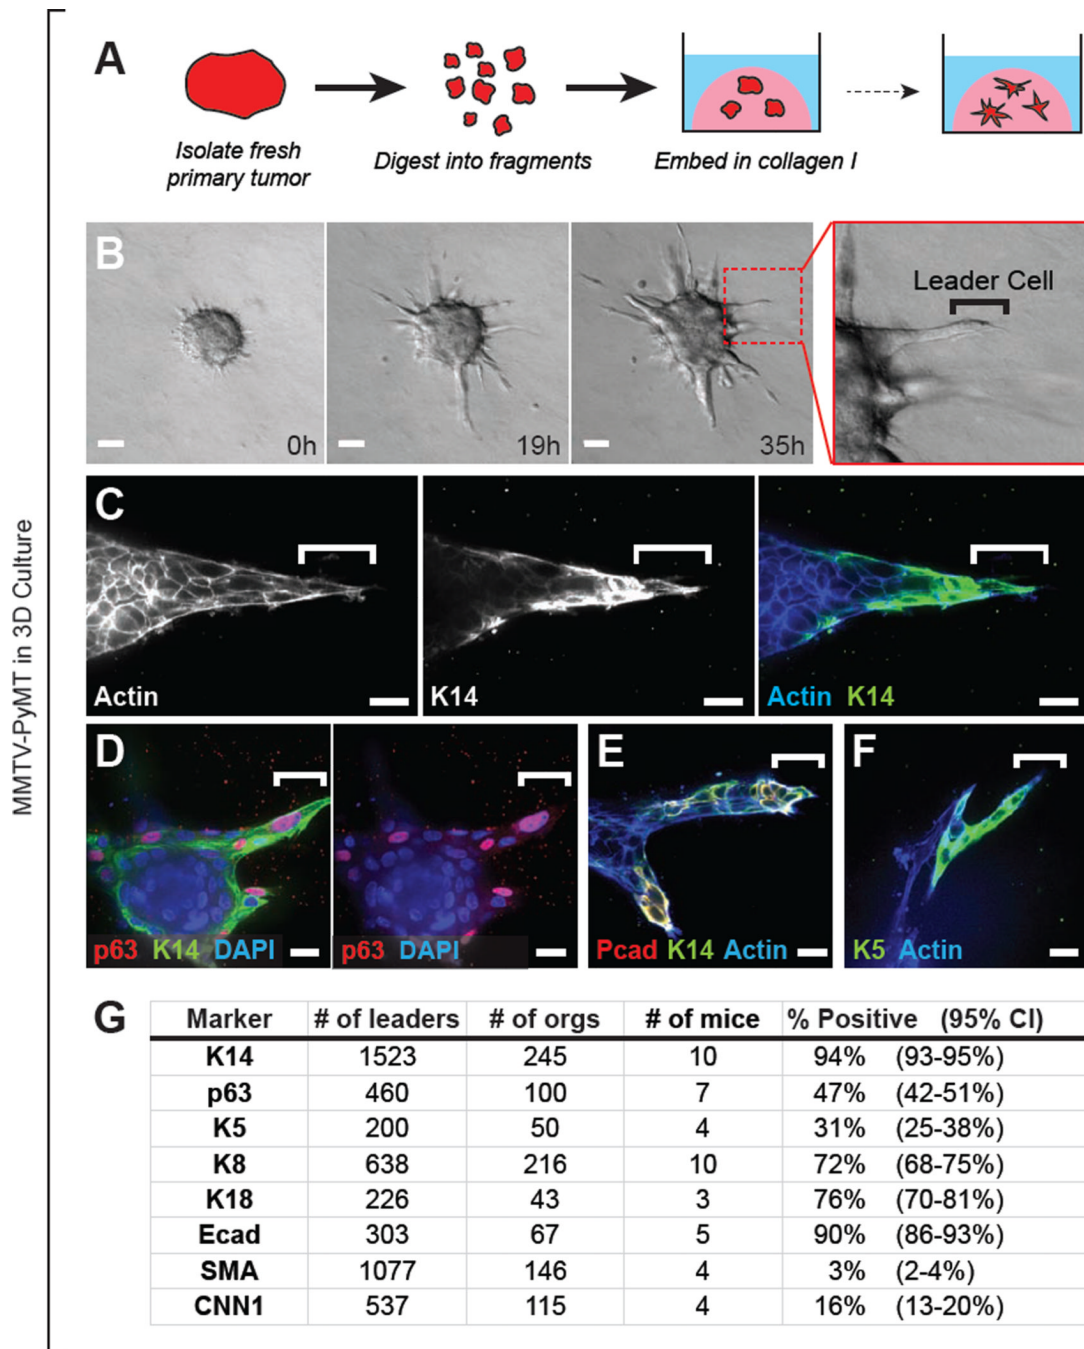 MMTV-PyMT in 3D Culture
A
Isolate fresh
primary tumor
Digest into fragments
Embed in collagen I
B
0h
19h
35h
Leader Cell
C
Actin
K14
Actin K14
D
p63 K14 DAPI
p63 DAPI
E
Pcad K14 Actin
F
K5 Actin
G
Marker # of leaders # of orgs # of mice % Positive (95% CI)
K14 1523 245 10 94% (93-95%)
p63 460 100 7 47% (42-51%)
K5 200 50 4 31% (25-38%)
K8 638 216 10 72% (68-75%)
K18 226 43 3 76% (70-81%)
Ecad 303 67 5 90% (86-93%)
SMA 1077 146 4 3% (2-4%)
CNN1 537 115 4 16% (13-20%)